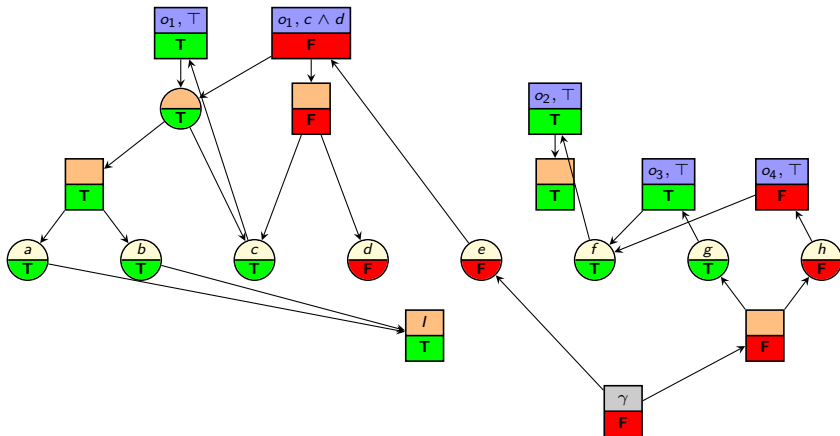 o₁, ⊤
T
o₁, c ∧ d
F
T
F
o₂, ⊤
T
T
T
o₃, ⊤
T
o₄, ⊤
F
a
T
b
T
c
T
d
F
e
F
f
T
g
T
h
F
I
T
F
γ
F